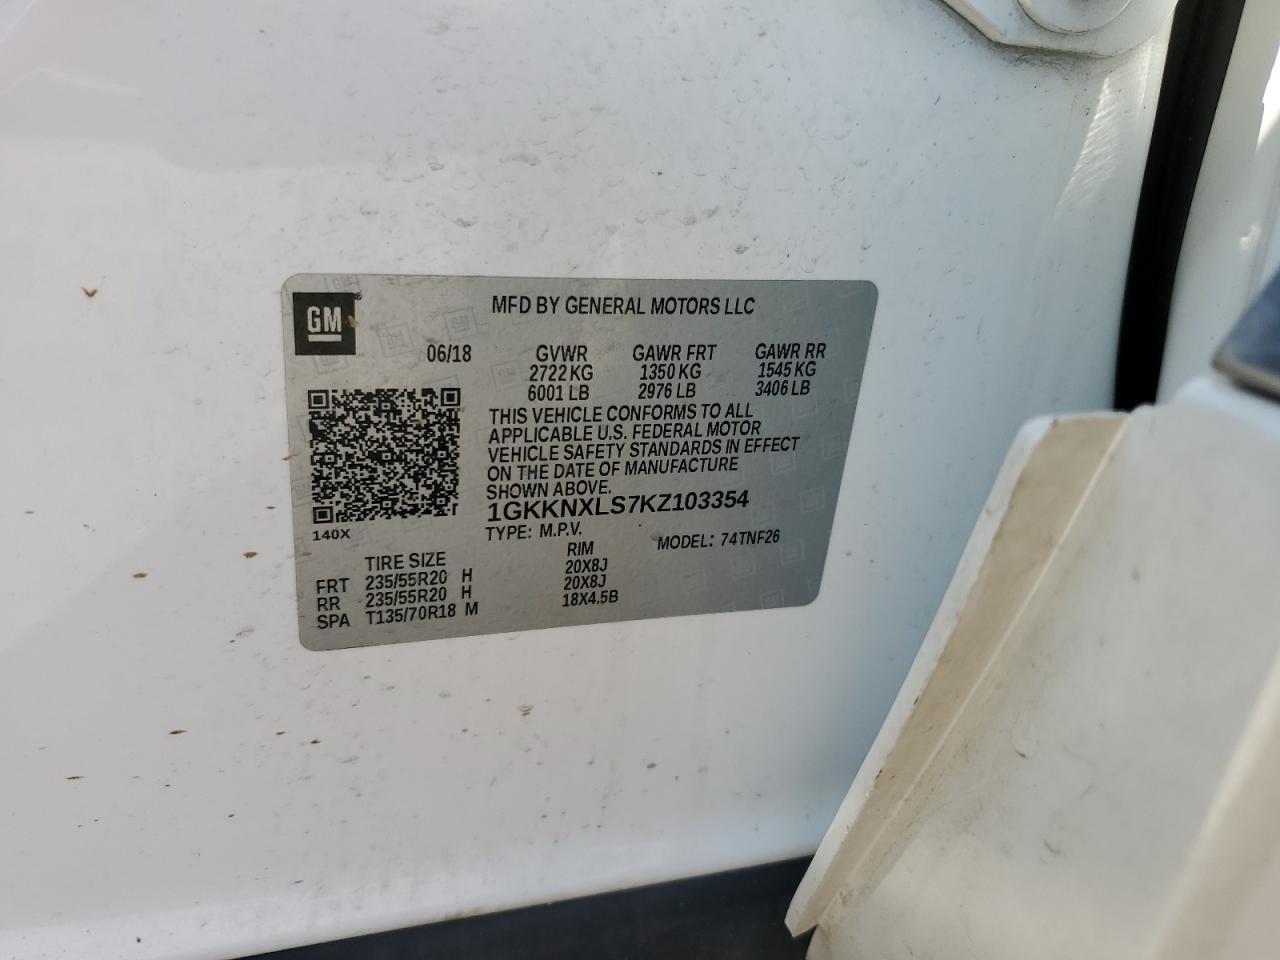 GM
MFD BY GENERAL MOTORS LLC
06/18 GVWR GAWR FRT GAWR RR
2722 KG 1350 KG 1545 KG
6001 LB 2976 LB 3406 LB
THIS VEHICLE CONFORMS TO ALL
APPLICABLE U.S. FEDERAL MOTOR
VEHICLE SAFETY STANDARDS IN EFFECT
ON THE DATE OF MANUFACTURE
SHOWN ABOVE.
1GKKNXLS7KZ103354
140X
TYPE: M.P.V. MODEL: 74TNF26
TIRE SIZE RIM
FRT 235/55R20 H 20X8J
RR 235/55R20 H 20X8J
SPA T135/70R18 M 18X4.5B